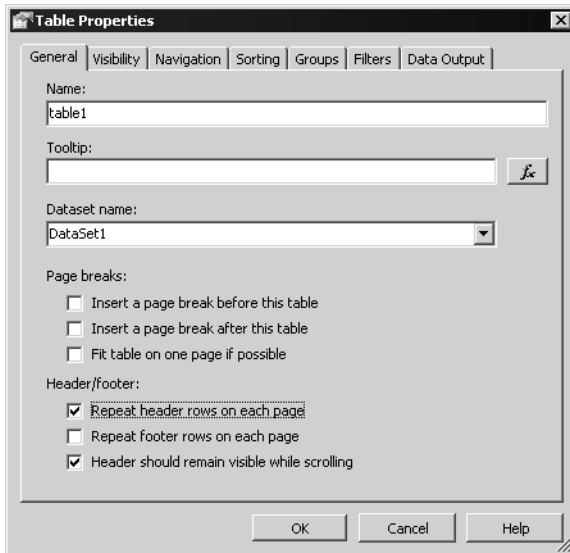 Table Properties
General Visibility Navigation Sorting Groups Filters Data Output
Name:
table1
Tooltip:
fx
Dataset name:
DataSet1
Page breaks:
Insert a page break before this table
Insert a page break after this table
Fit table on one page if possible
Header/footer:
Repeat header rows on each page
Repeat footer rows on each page
Header should remain visible while scrolling
OK Cancel Help